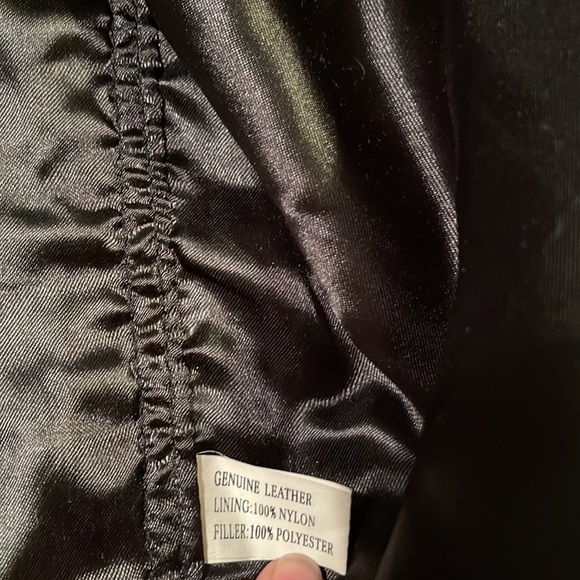 GENUINE LEATHER
LINING:100% NYLON
FILLER:100% POLYESTER